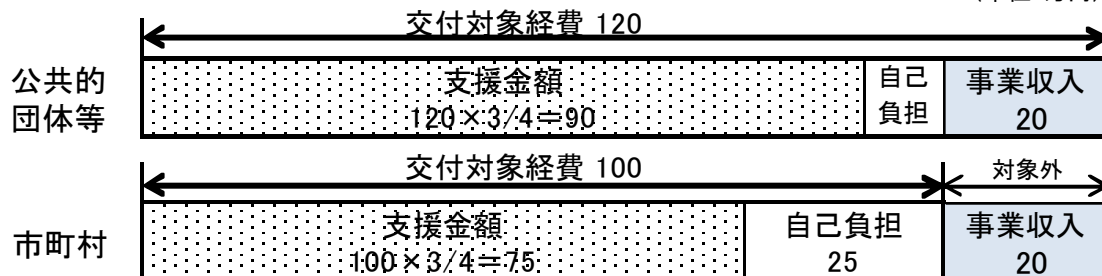 交付対象経費 120
公共的
団体等
支援金額
120×3/4＝90
自己
負担
事業収入
20
交付対象経費 100
対象外
市町村
支援金額
100×3/4＝75
自己負担
25
事業収入
20